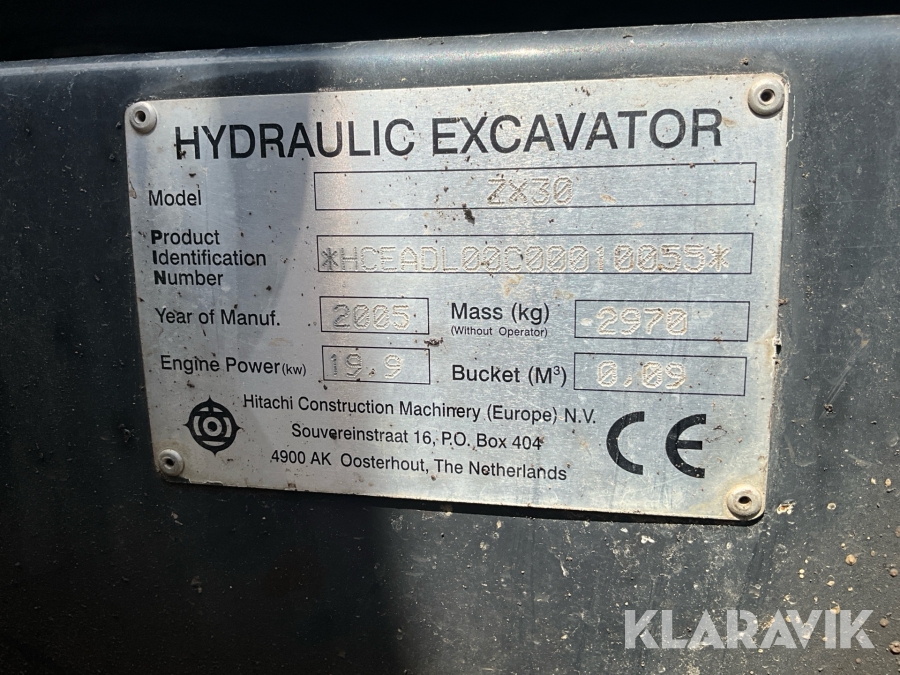 HYDRAULIC EXCAVATOR
Model ZX30
Product
Identification
Number *HCEADL00C00010055*
Year of Manuf. 2005 Mass (kg) 2970
(Without Operator)
Engine Power (kw) 19.9 Bucket (M³) 0.09
Hitachi Construction Machinery (Europe) N.V.
Souvereinstraat 16, P.O. Box 404
4900 AK Oosterhout, The Netherlands
CE
KLARAVIK